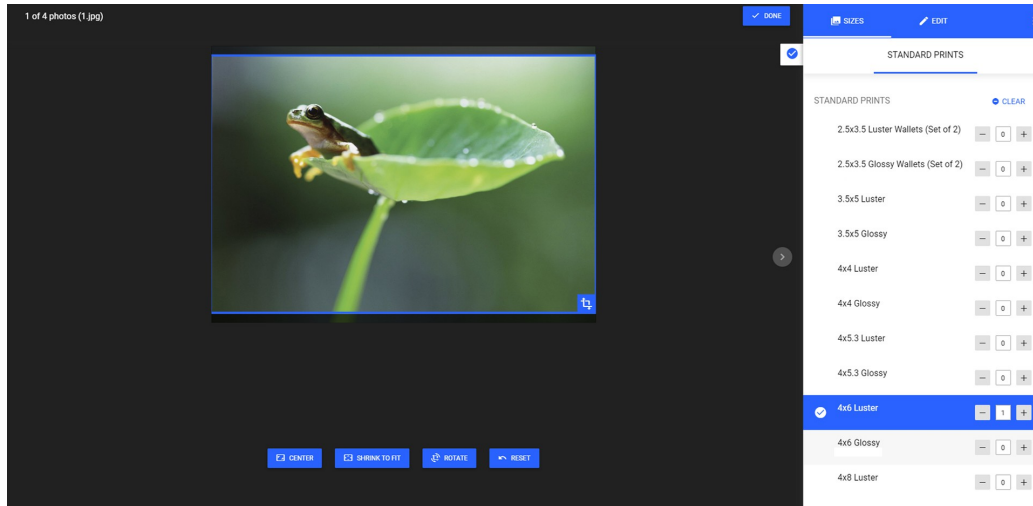 1 of 4 photos (1.jpg)
DONE
SIZES
EDIT
STANDARD PRINTS
STANDARD PRINTS
CLEAR
2.5x3.5 Luster Wallets (Set of 2)
0
2.5x3.5 Glossy Wallets (Set of 2)
0
3.5x5 Luster
0
3.5x5 Glossy
0
4x4 Luster
0
4x4 Glossy
0
4x5.3 Luster
0
4x5.3 Glossy
0
4x6 Luster
1
4x6 Glossy
0
4x8 Luster
0
CENTER
SHRINK TO FIT
ROTATE
RESET